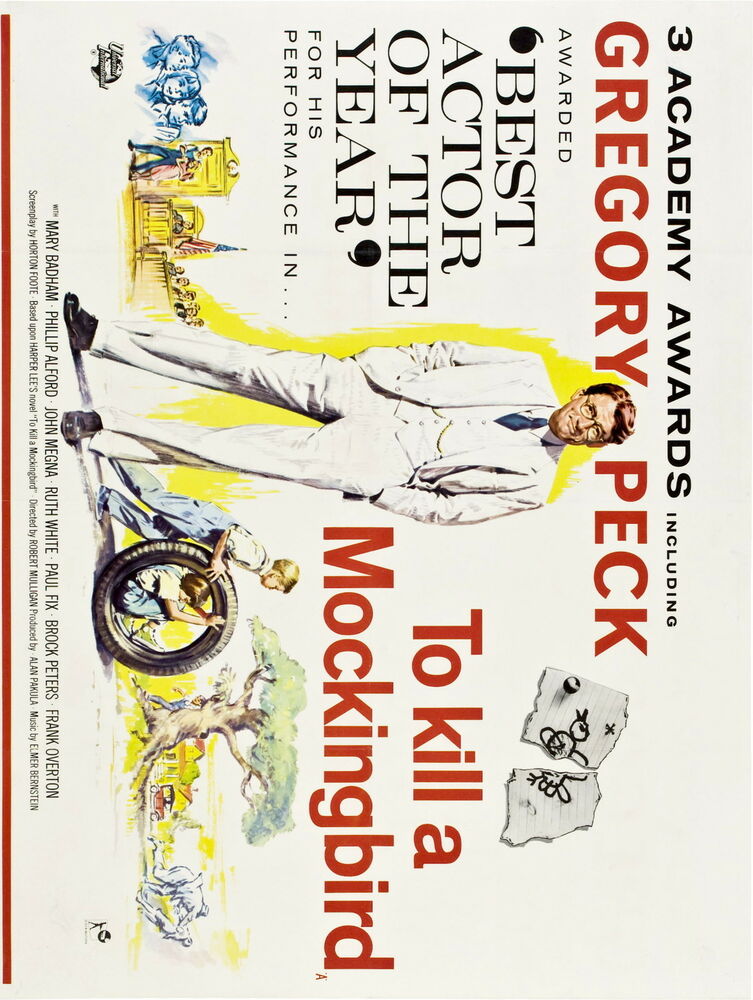 3 ACADEMY AWARDS INCLUDING
GREGORY PECK
AWARDED
‘BEST
ACTOR
OF THE
YEAR’
FOR HIS
PERFORMANCE IN...
To kill a
Mockingbird
'A'
WITH MARY BADHAM · PHILLIP ALFORD · JOHN MEGNA · RUTH WHITE · PAUL FIX · BROCK PETERS · FRANK OVERTON
Screenplay by HORTON FOOTE · Based upon HARPER LEE'S novel "To Kill a Mockingbird" Directed by ROBERT MULLIGAN Produced by ALAN PAKULA · Music by ELMER BERNSTEIN